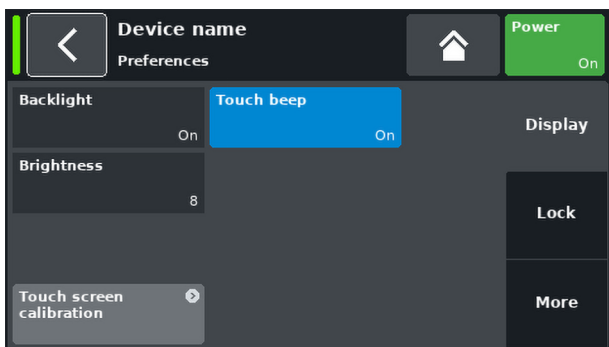 Device name
Preferences
Power
On
Backlight
On
Touch beep
On
Display
Brightness
8
Lock
Touch screen
calibration
More